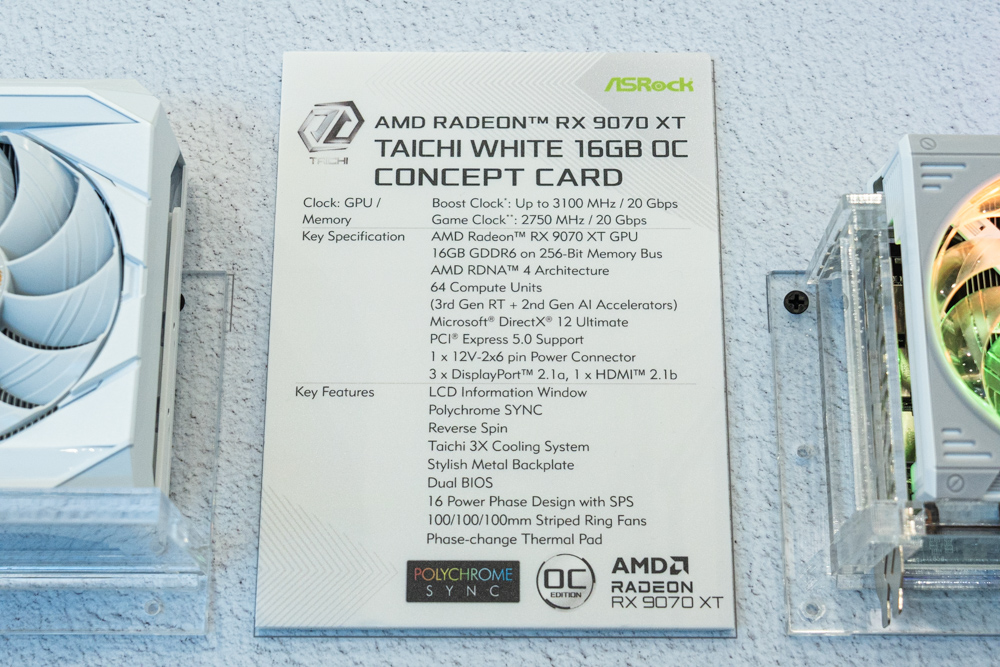 ASRock
TAICHI
AMD RADEON™ RX 9070 XT
TAICHI WHITE 16GB OC
CONCEPT CARD
Clock: GPU / Boost Clock*: Up to 3100 MHz / 20 Gbps
Memory Game Clock**: 2750 MHz / 20 Gbps
Key Specification AMD Radeon™ RX 9070 XT GPU
16GB GDDR6 on 256-Bit Memory Bus
AMD RDNA™ 4 Architecture
64 Compute Units
(3rd Gen RT + 2nd Gen AI Accelerators)
Microsoft® DirectX® 12 Ultimate
PCI® Express 5.0 Support
1 x 12V-2x6 pin Power Connector
3 x DisplayPort™ 2.1a, 1 x HDMI™ 2.1b
Key Features LCD Information Window
Polychrome SYNC
Reverse Spin
Taichi 3X Cooling System
Stylish Metal Backplate
Dual BIOS
16 Power Phase Design with SPS
100/100/100mm Striped Ring Fans
Phase-change Thermal Pad
POLYCHROME
SYNC
OC
EDITION
AMD
RADEON
RX 9070 XT